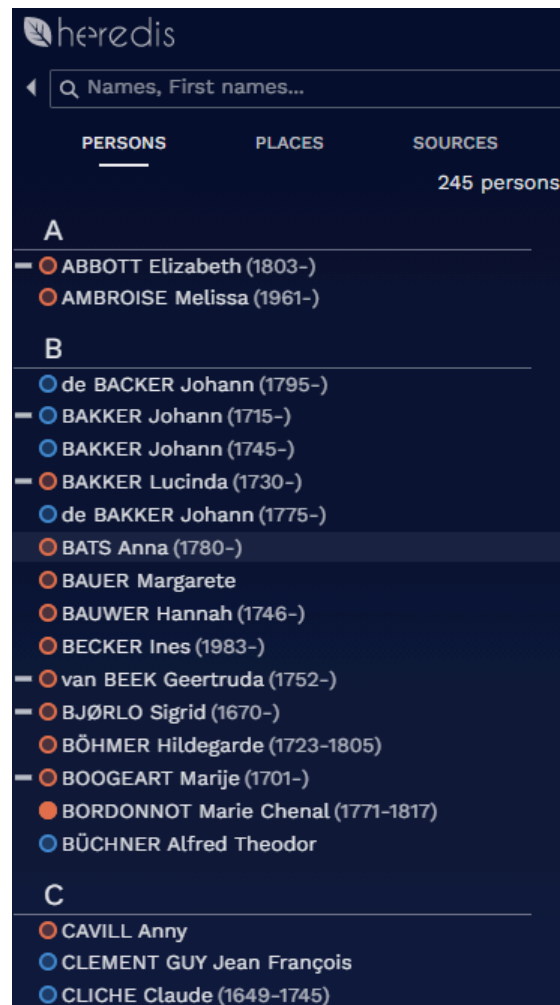 heredis
Names, First names...
PERSONS PLACES SOURCES
245 persons
A
ABBOTT Elizabeth (1803-)
AMBROISE Melissa (1961-)
B
de BACKER Johann (1795-)
BAKKER Johann (1715-)
BAKKER Johann (1745-)
BAKKER Lucinda (1730-)
de BAKKER Johann (1775-)
BATS Anna (1780-)
BAUER Margarete
BAUWER Hannah (1746-)
BECKER Ines (1983-)
van BEEK Geertruda (1752-)
BJØRLO Sigrid (1670-)
BÖHMER Hildegarde (1723-1805)
BOOGEART Marije (1701-)
BORDONNOT Marie Chenal (1771-1817)
BÜCHNER Alfred Theodor
C
CAVILL Anny
CLEMENT GUY Jean François
CLICHE Claude (1649-1745)